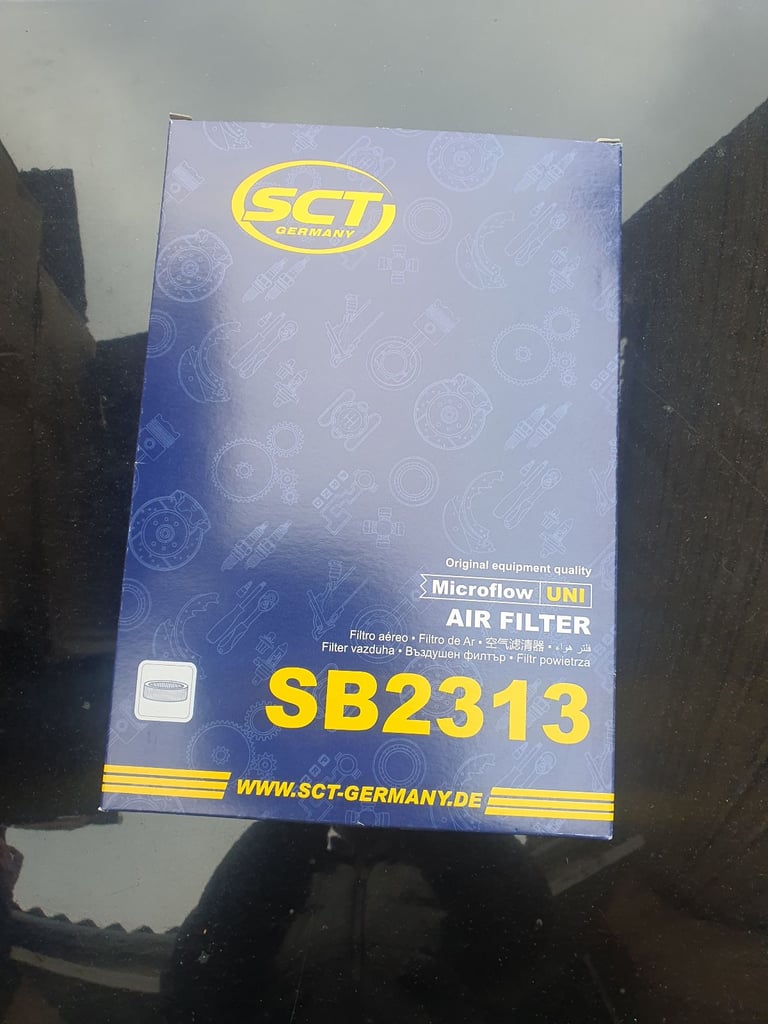 SCT
GERMANY
Original equipment quality
Microflow UNI
AIR FILTER
Filtro aéreo • Filtro de Ar • 空气滤清器 • فلتر هواء
Filter vazduha • Въздушен филтър • Filtr powietrza
SB2313
WWW.SCT-GERMANY.DE